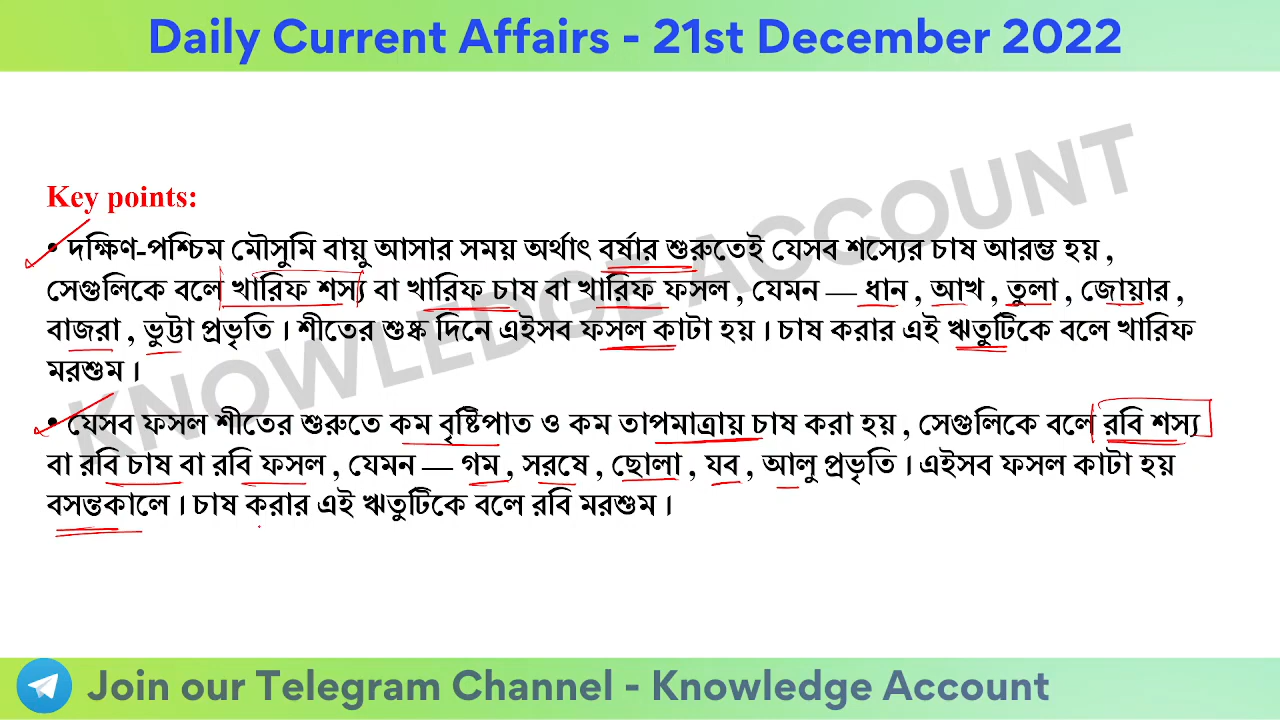 Daily Current Affairs - 21st December 2022
KNOWLEDGE ACCOUNT
Key points:
• দক্ষিণ-পশ্চিম মৌসুমি বায়ু আসার সময় অর্থাৎ বর্ষার শুরুতেই যেসব শস্যের চাষ আরম্ভ হয় ,
সেগুলিকে বলে খারিফ শস্য বা খারিফ চাষ বা খারিফ ফসল , যেমন — ধান , আখ , তুলা , জোয়ার ,
বাজরা , ভুট্টা প্রভৃতি । শীতের শুষ্ক দিনে এইসব ফসল কাটা হয় । চাষ করার এই ঋতুটিকে বলে খারিফ
মরশুম ।
• যেসব ফসল শীতের শুরুতে কম বৃষ্টিপাত ও কম তাপমাত্রায় চাষ করা হয় , সেগুলিকে বলে রবি শস্য
বা রবি চাষ বা রবি ফসল , যেমন — গম , সরষে , ছোলা , যব , আলু প্রভৃতি । এইসব ফসল কাটা হয়
বসন্তকালে । চাষ করার এই ঋতুটিকে বলে রবি মরশুম ।
Join our Telegram Channel - Knowledge Account